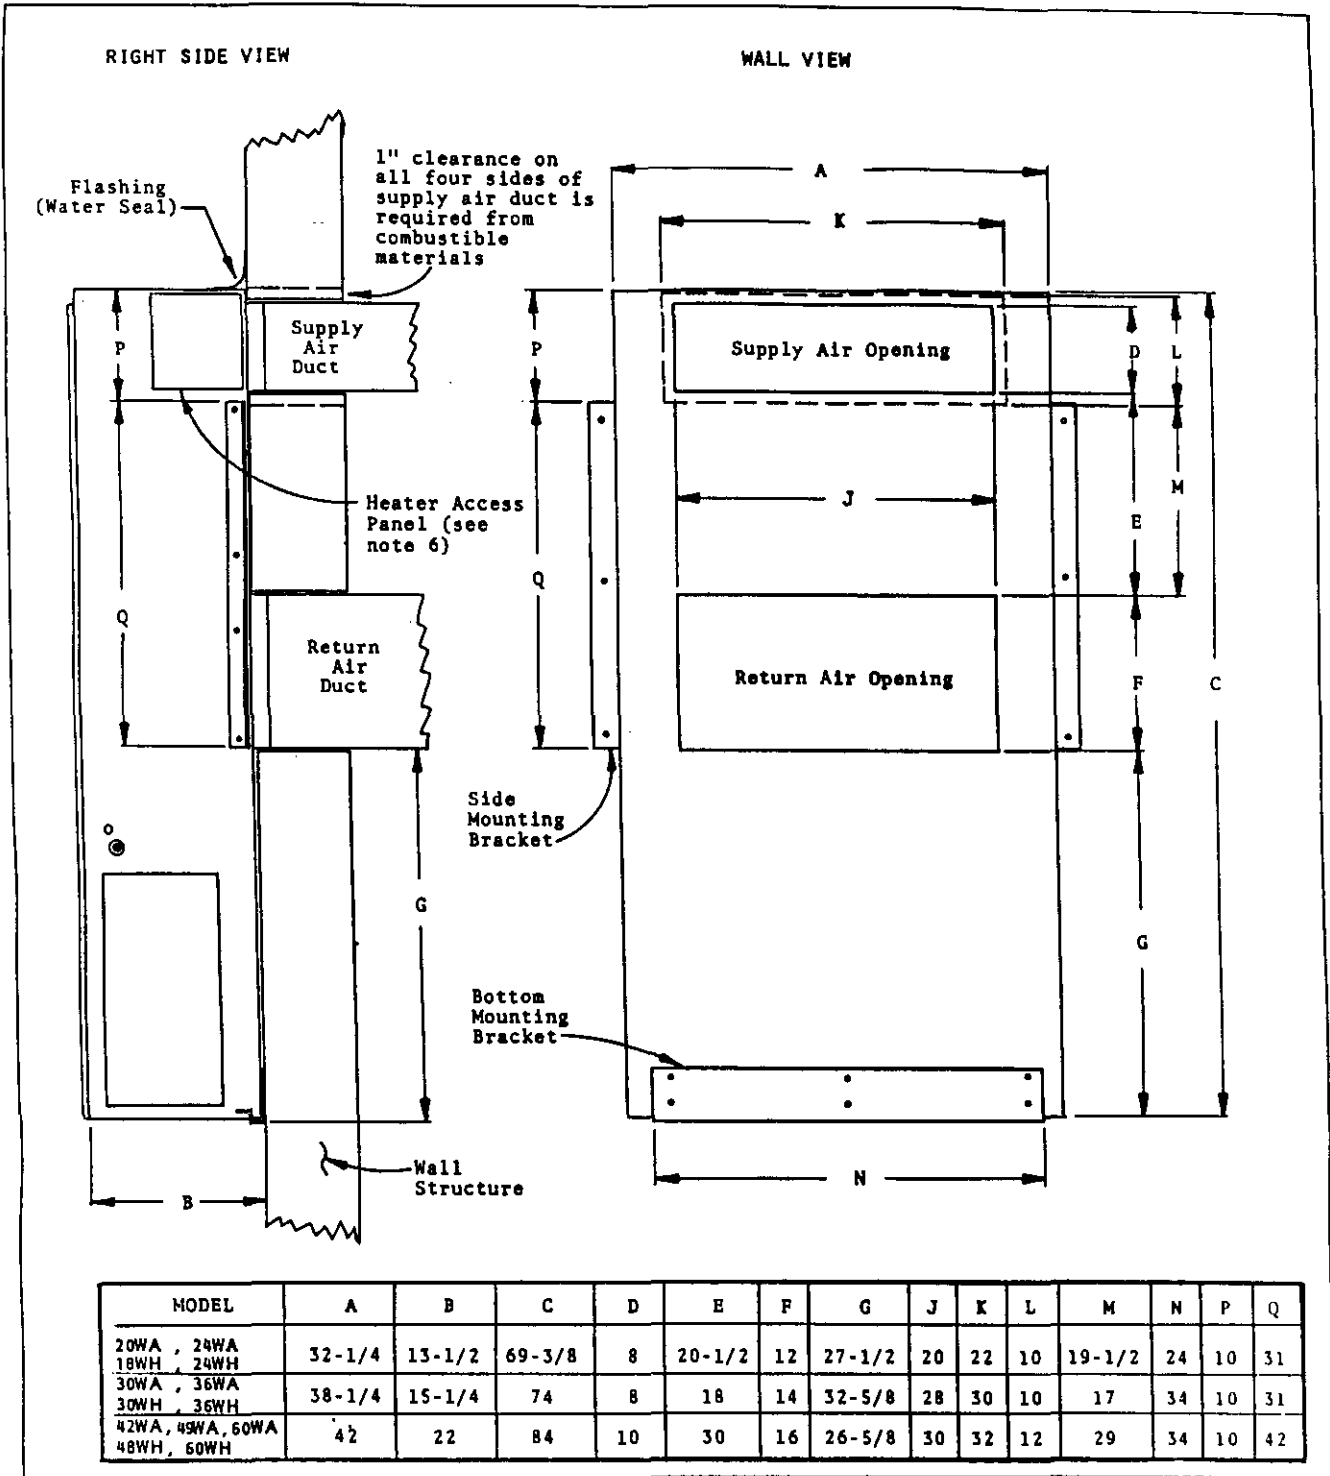 RIGHT SIDE VIEW
WALL VIEW
Flashing
(Water Seal)
1" clearance on
all four sides of
supply air duct is
required from
combustible
materials
A
K
P
Supply
Air
Duct
P
Supply Air Opening
D
L
Heater Access
Panel (see
note 6)
J
M
E
Q
Q
Return
Air
Duct
Return Air Opening
F
C
Side
Mounting
Bracket
G
G
Bottom
Mounting
Bracket
Wall
Structure
B
N
MODEL A B C D E F G J K L M N P Q
20WA , 24WA
18WH , 24WH 32-1/4 13-1/2 69-3/8 8 20-1/2 12 27-1/2 20 22 10 19-1/2 24 10 31
30WA , 36WA
30WH , 36WH 38-1/4 15-1/4 74 8 18 14 32-5/8 28 30 10 17 34 10 31
42WA, 49WA, 60WA
48WH, 60WH 42 22 84 10 30 16 26-5/8 30 32 12 29 34 10 42